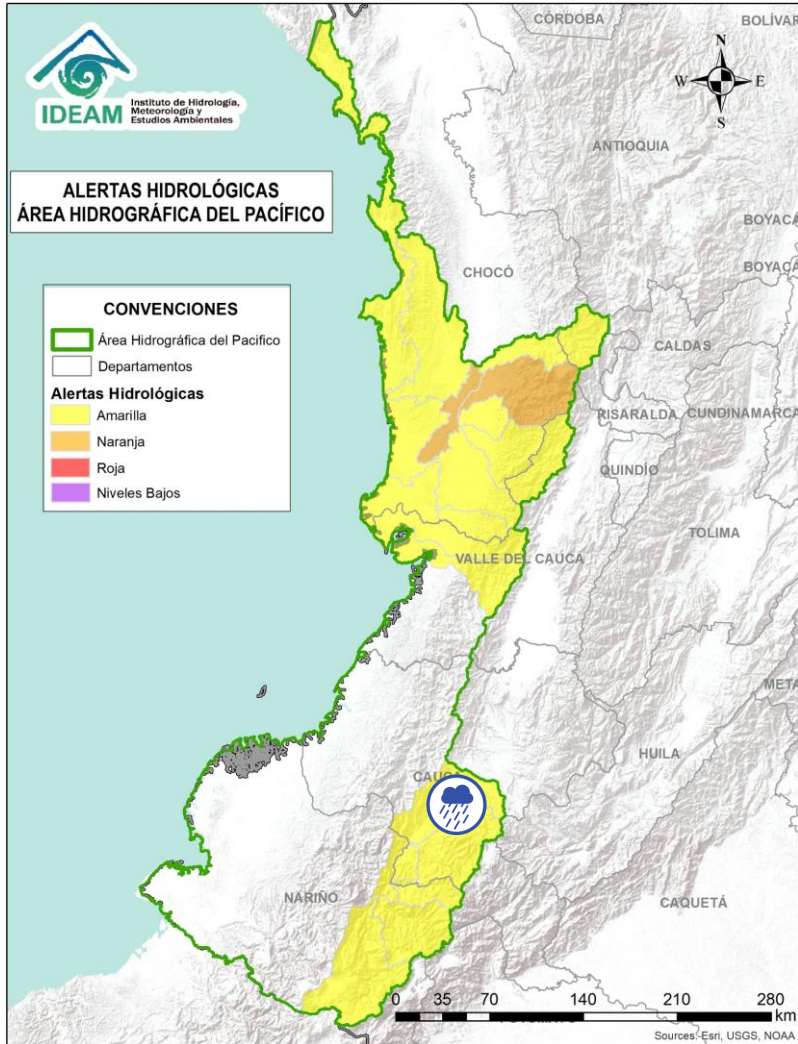 CÓRDOBA
BOLÍVAR
N
W
E
S
IDEAM
Instituto de Hidrología,
Meteorología y
Estudios Ambientales
ANTIOQUIA
ALERTAS HIDROLÓGICAS
ÁREA HIDROGRÁFICA DEL PACÍFICO
BOYACÁ
BOYACÁ
CHOCÓ
CONVENCIONES
Área Hidrográfica del Pacífico
Departamentos
Alertas Hidrológicas
Amarilla
Naranja
Roja
Niveles Bajos
CALDAS
RISARALDA
CUNDINAMARCA
QUINDÍO
TOLIMA
VALLE DEL CAUCA
META
HUILA
CAUCA
NARIÑO
CAQUETÁ
0 35 70 140 210 280
km
Sources: Esri, USGS, NOAA